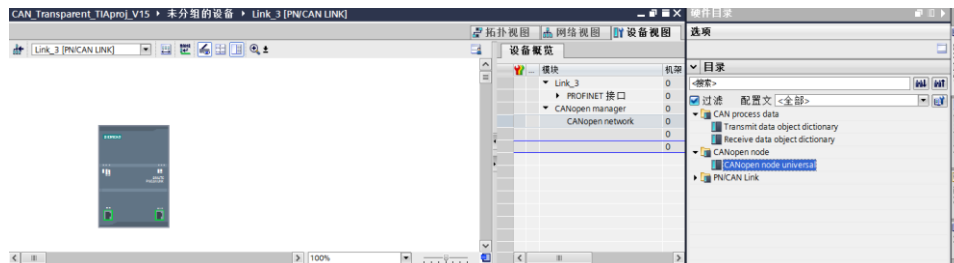 CAN_Transparent_TIAproj_V15 ▸ 未分组的设备 ▸ Link_3 [PN/CAN LINK]
硬件目录
拓扑视图 网络视图 设备视图
选项
Link_3 [PN/CAN LINK]
设备概览
模块 机架
Link_3 0
PROFINET 接口 0
CANopen manager 0
CANopen network 0
0
0
目录
<搜索>
过滤 配置文 <全部>
CAN process data
Transmit data object dictionary
Receive data object dictionary
CANopen node
CANopen node universal
PN/CAN Link
100%